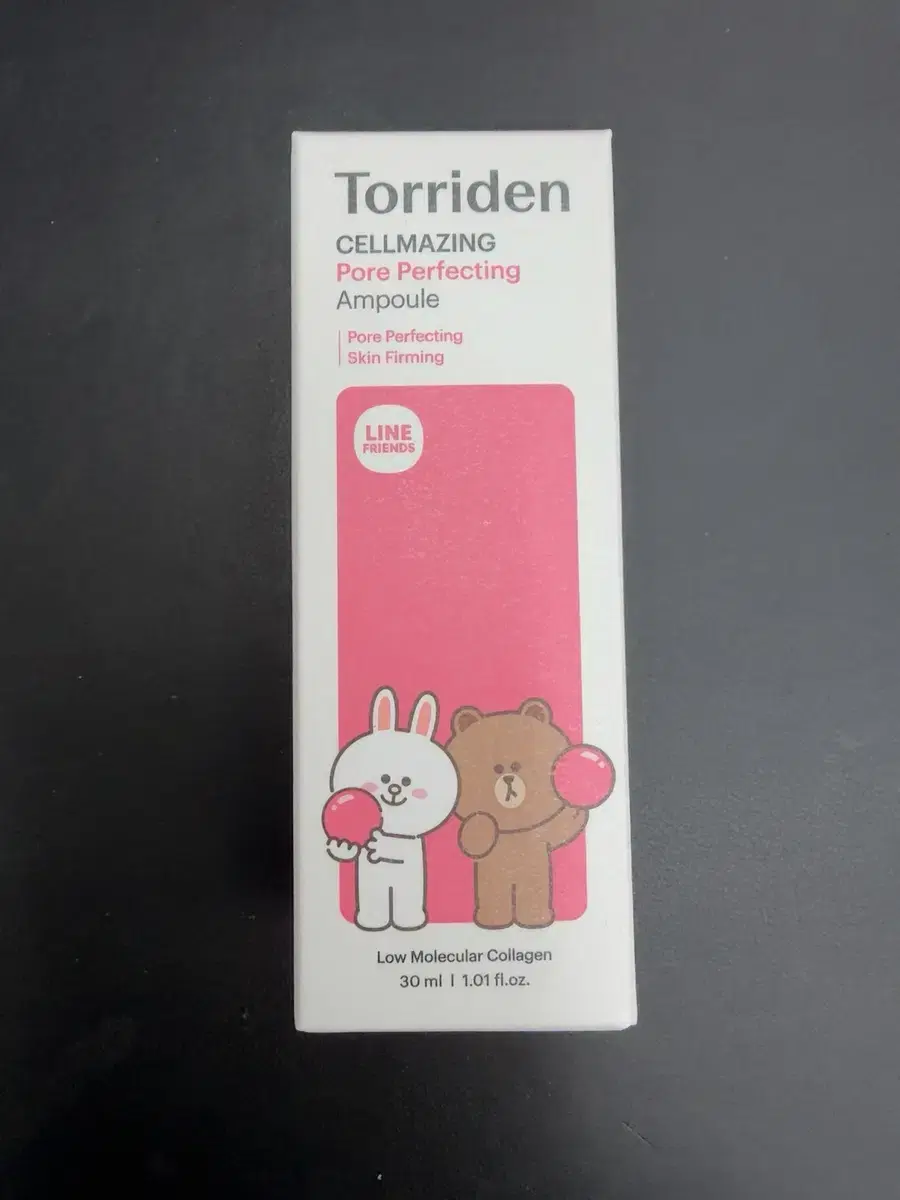 Torriden
CELLMAZING
Pore Perfecting
Ampoule
Pore Perfecting
Skin Firming
LINE
FRIENDS
Low Molecular Collagen
30 ml | 1.01 fl.oz.